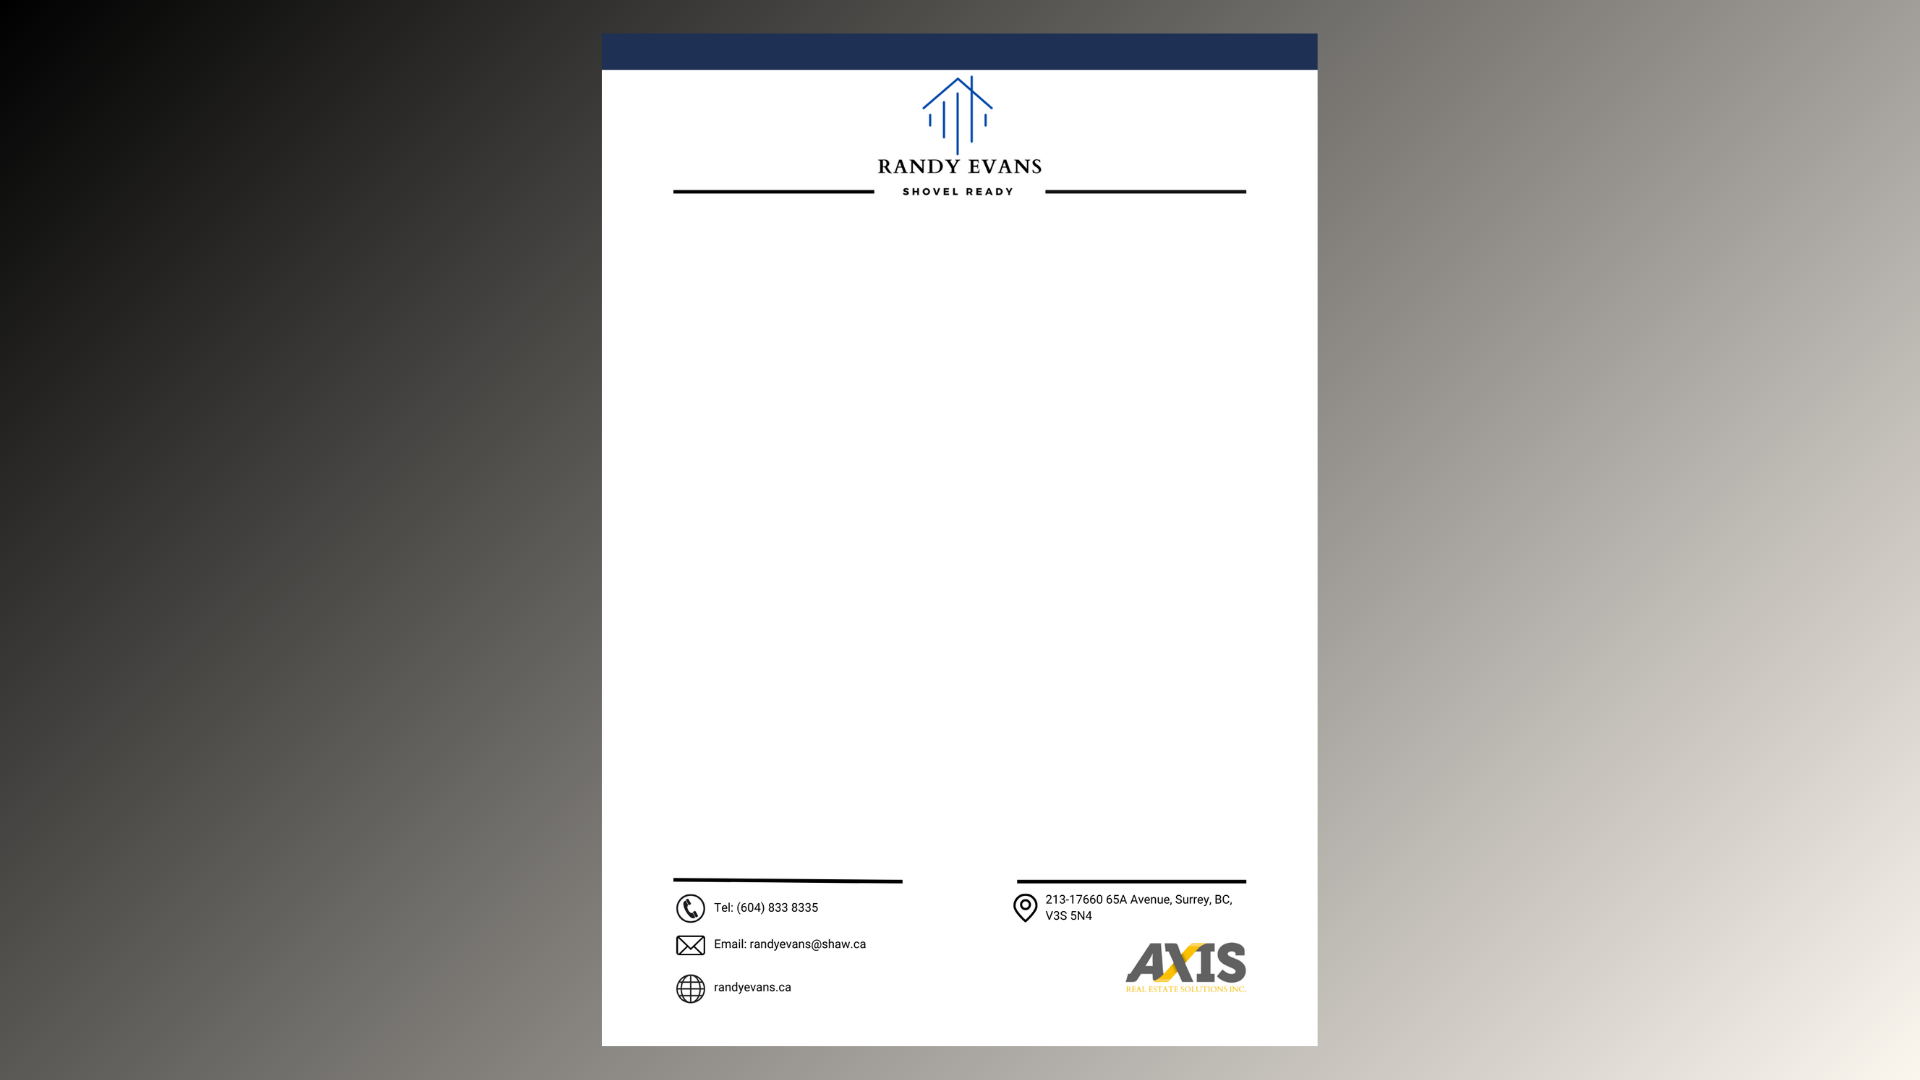 RANDY EVANS
SHOVEL READY
Tel: (604) 833 8335
Email: randyevans@shaw.ca
randyevans.ca
213-17660 65A Avenue, Surrey, BC,
V3S 5N4
AXIS
REAL ESTATE SOLUTIONS INC.